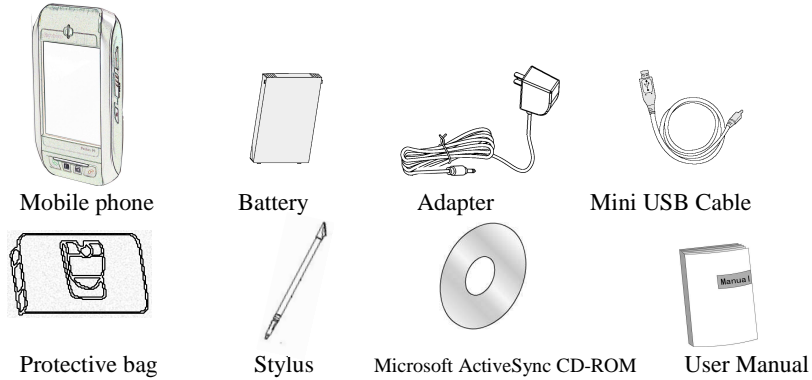 Mobile phone Battery Adapter Mini USB Cable
Manual
Protective bag Stylus Microsoft ActiveSync CD-ROM User Manual